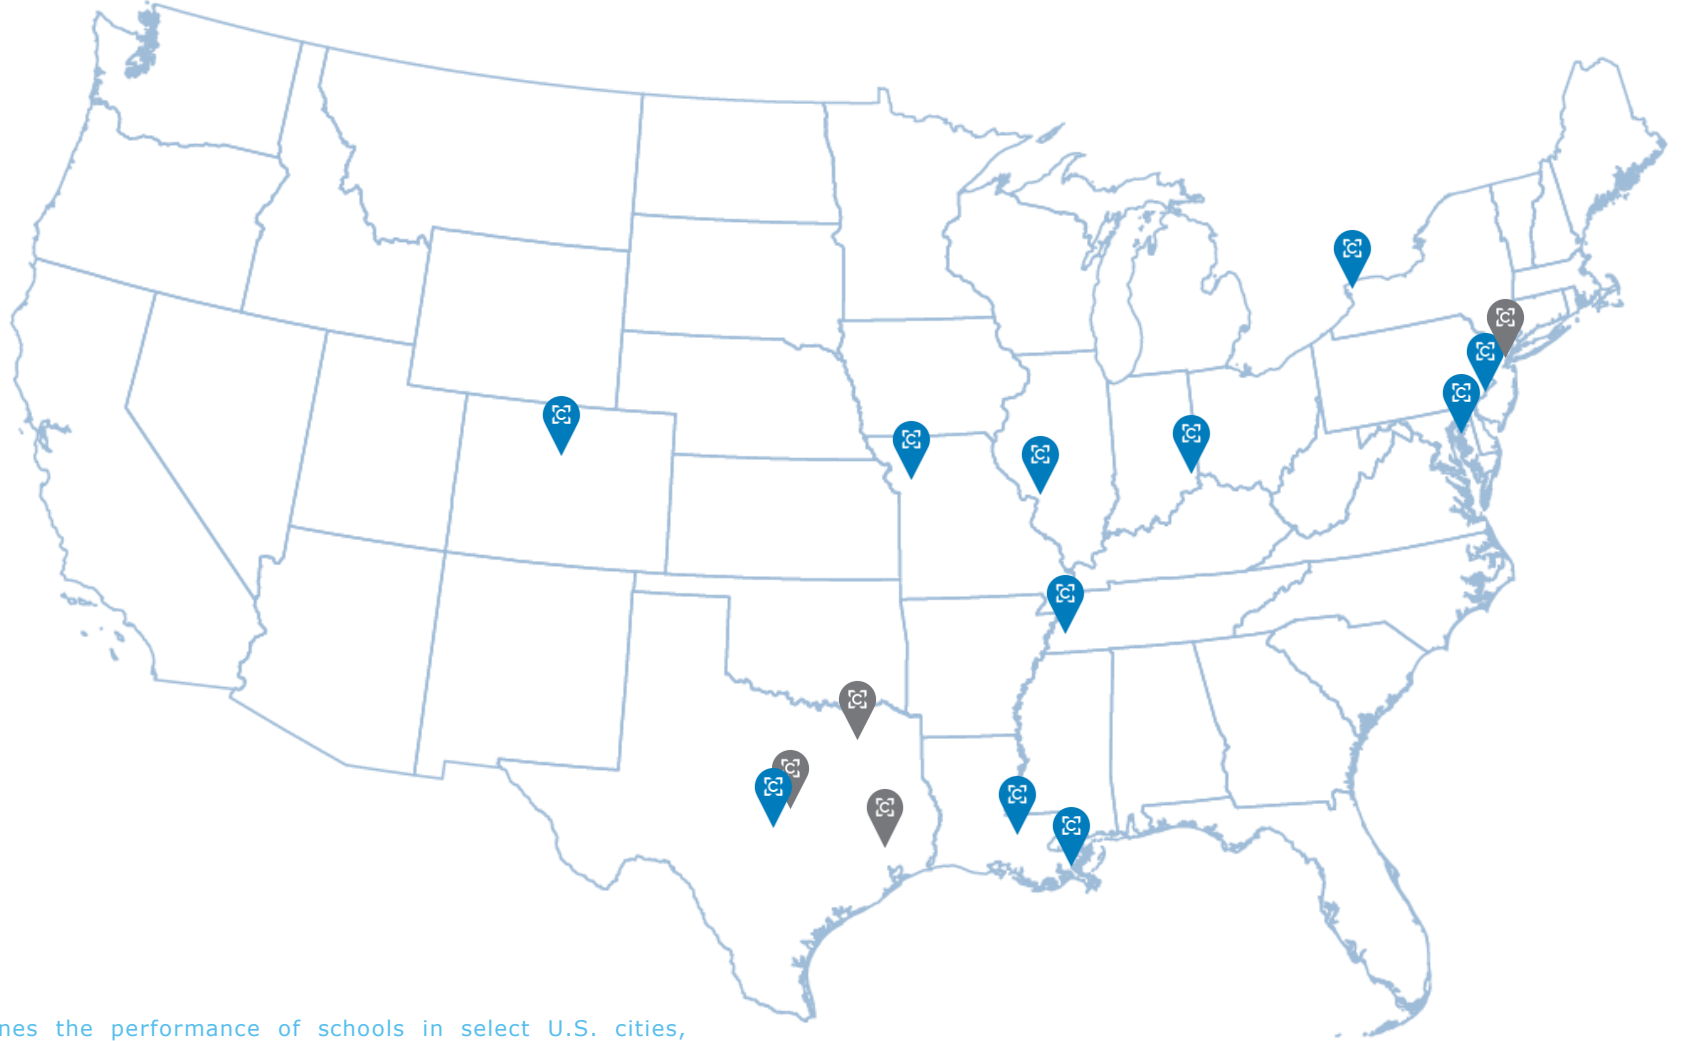 nes the performance of schools in select U.S. cities,